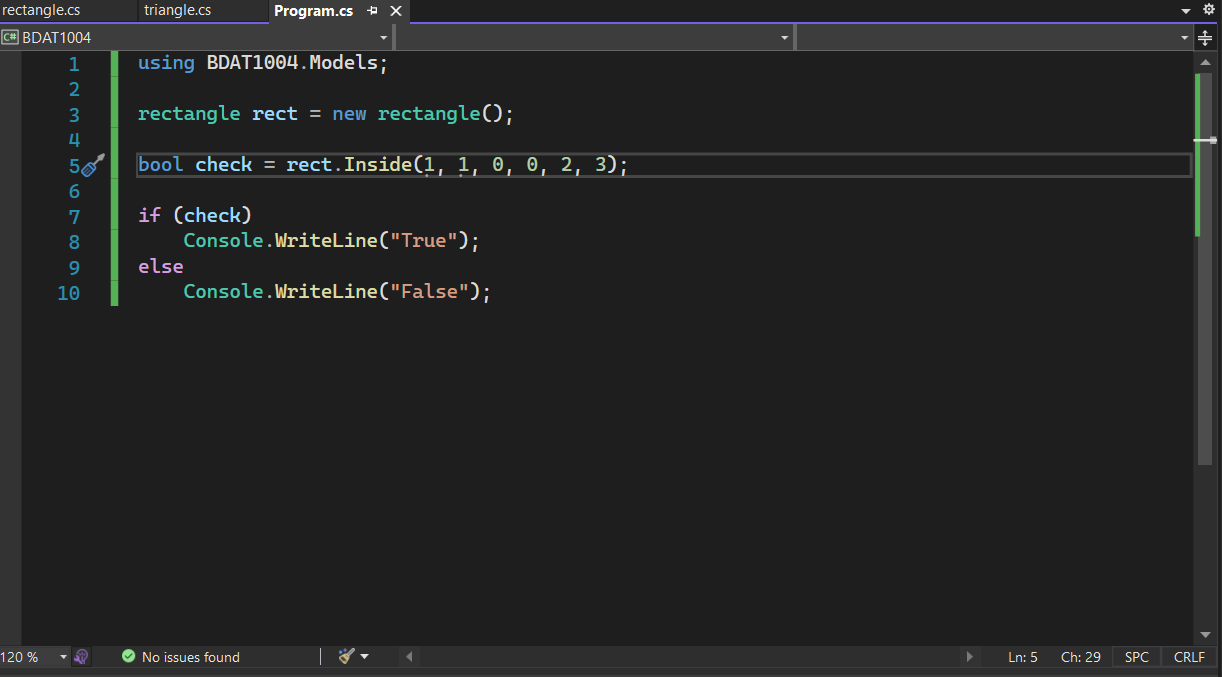 rectangle.cs triangle.cs Program.cs
C# BDAT1004
1 using BDAT1004.Models;
2
3 rectangle rect = new rectangle();
4
5 bool check = rect.Inside(1, 1, 0, 0, 2, 3);
6
7 if (check)
8 Console.WriteLine("True");
9 else
10 Console.WriteLine("False");
120 % No issues found Ln: 5 Ch: 29 SPC CRLF